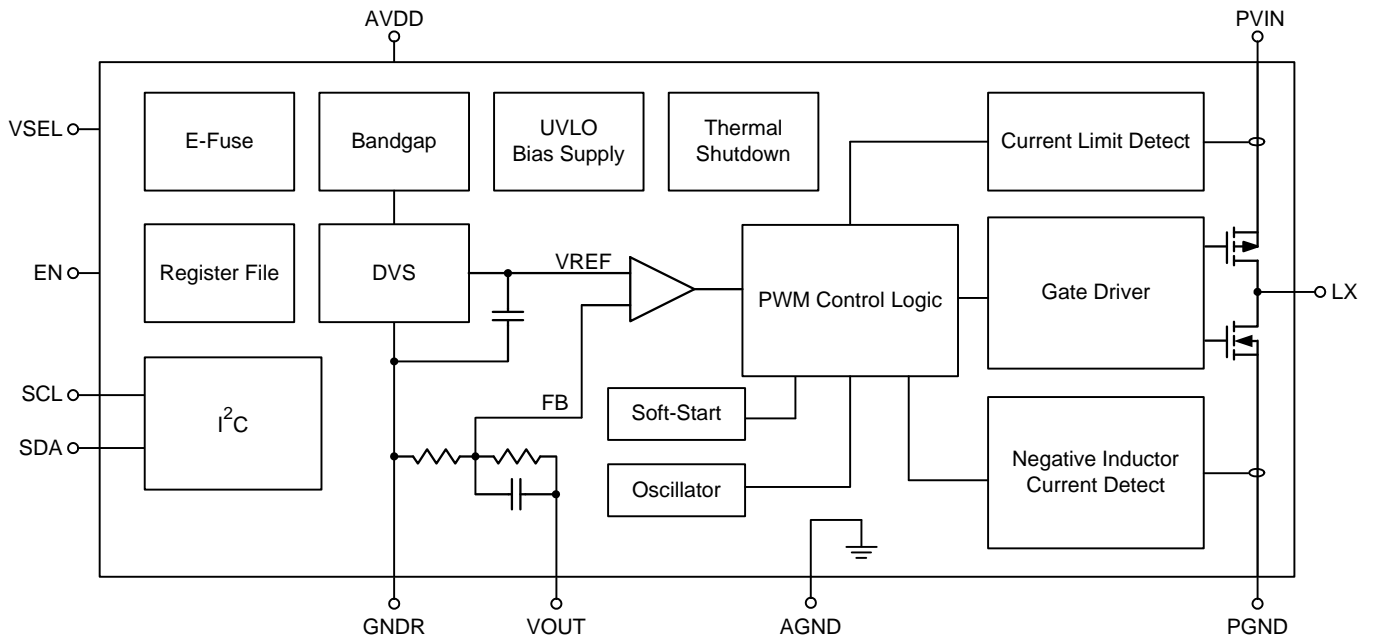 AVDD
PVIN
VSEL
E-Fuse
Bandgap
UVLO
Bias Supply
Thermal
Shutdown
Current Limit Detect
EN
Register File
DVS
VREF
PWM Control Logic
Gate Driver
LX
SCL
SDA
I²C
FB
Soft-Start
Oscillator
Negative Inductor
Current Detect
GNDR
VOUT
AGND
PGND